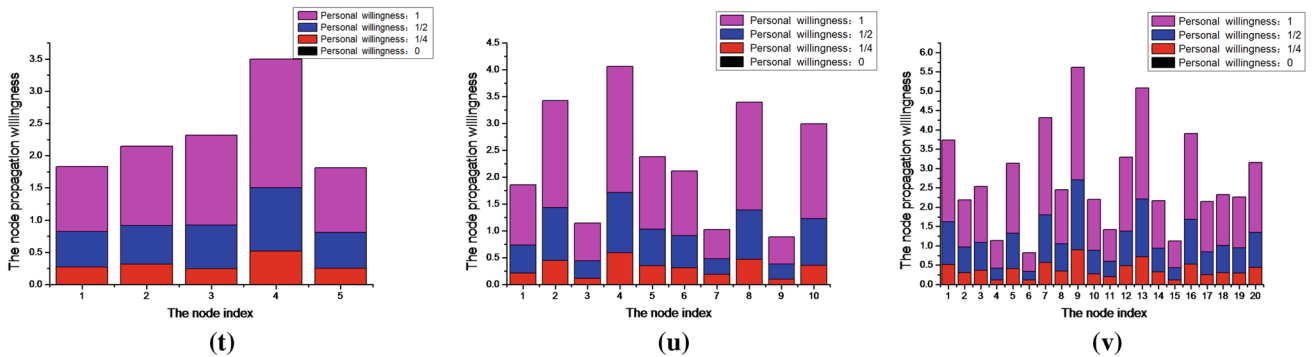 Personal willingness：1
Personal willingness：1/2
Personal willingness：1/4
Personal willingness：0
The node propagation willingness
3.5
3.0
2.5
2.0
1.5
1.0
0.5
0.0
1 2 3 4 5
The node index
(t)
Personal willingness：1
Personal willingness：1/2
Personal willingness：1/4
Personal willingness：0
The node propagation willingness
4.5
4.0
3.5
3.0
2.5
2.0
1.5
1.0
0.5
0.0
1 2 3 4 5 6 7 8 9 10
The node index
(u)
Personal willingness：1
Personal willingness：1/2
Personal willingness：1/4
Personal willingness：0
The node propagation willingness
6.0
5.5
5.0
4.5
4.0
3.5
3.0
2.5
2.0
1.5
1.0
0.5
0.0
1 2 3 4 5 6 7 8 9 10 11 12 13 14 15 16 17 18 19 20
The node index
(v)